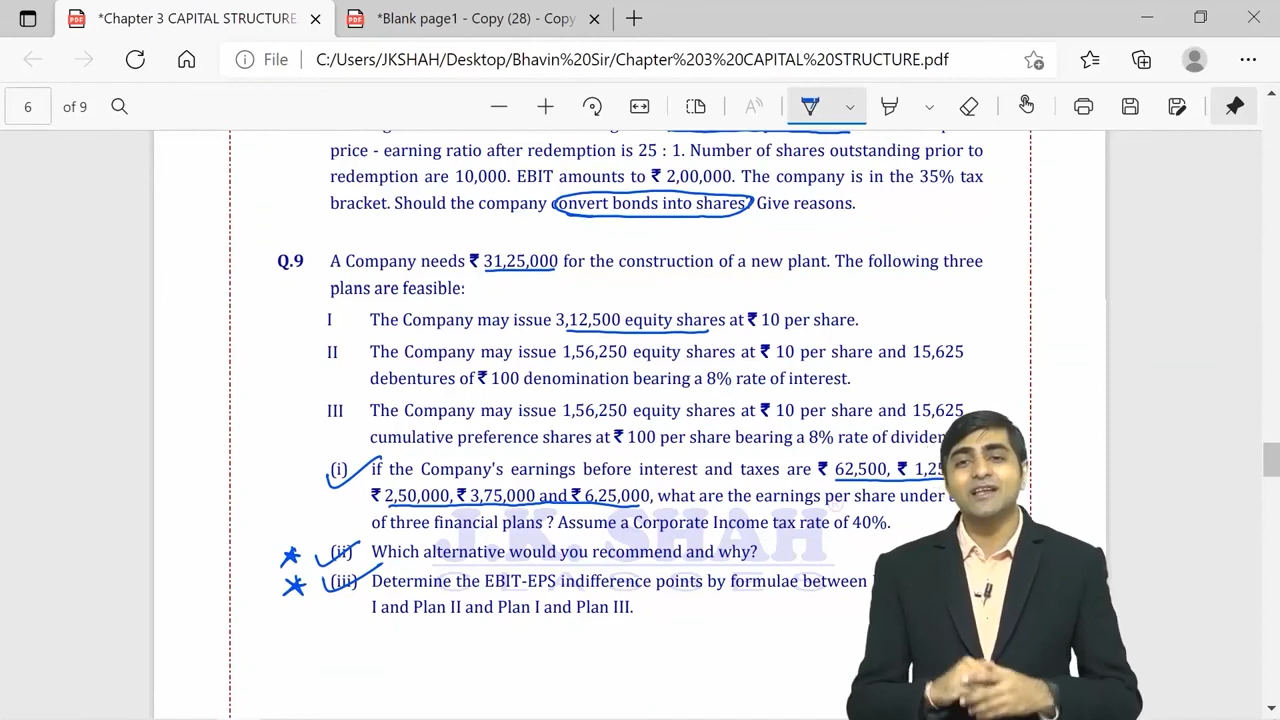 *Chapter 3 CAPITAL STRUCTURE.
*Blank page1 - Copy (28) - Copy
File C:/Users/JKSHAH/Desktop/Bhavin%20Sir/Chapter%203%20CAPITAL%20STRUCTURE.pdf
6 of 9
price - earning ratio after redemption is 25 : 1. Number of shares outstanding prior to
redemption are 10,000. EBIT amounts to ₹ 2,00,000. The company is in the 35% tax
bracket. Should the company convert bonds into shares? Give reasons.
Q.9 A Company needs ₹ 31,25,000 for the construction of a new plant. The following three
plans are feasible:
I The Company may issue 3,12,500 equity shares at ₹ 10 per share.
II The Company may issue 1,56,250 equity shares at ₹ 10 per share and 15,625
debentures of ₹ 100 denomination bearing a 8% rate of interest.
III The Company may issue 1,56,250 equity shares at ₹ 10 per share and 15,625
cumulative preference shares at ₹ 100 per share bearing a 8% rate of
(i) if the Company's earnings before interest and taxes are ₹ 62,500, ₹
₹ 2,50,000, ₹ 3,75,000 and ₹ 6,25,000, what are the earnings per share under
of three financial plans ? Assume a Corporate Income tax rate of 40%.
(ii) Which alternative would you recommend and why?
(iii) Determine the EBIT-EPS indifference points by formulae between
I and Plan II and Plan I and Plan III.
J.K. SHAH